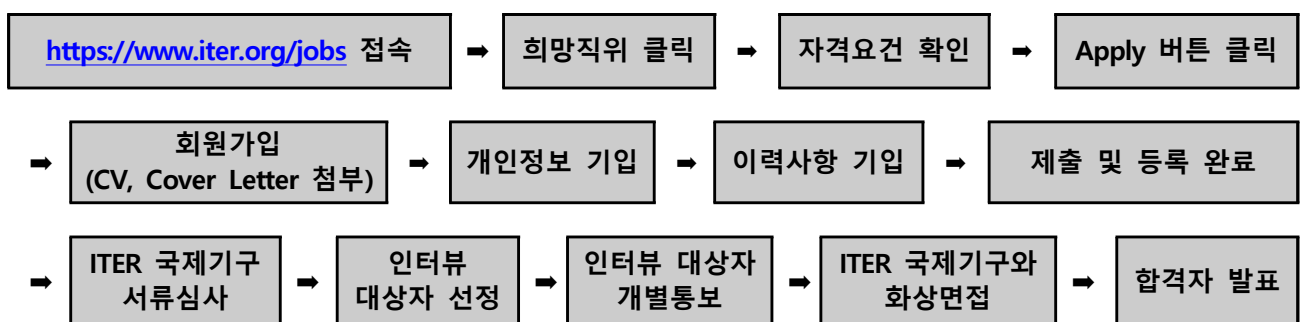 https://www.iter.org/jobs 접속 ➡ 희망직위 클릭 ➡ 자격요건 확인 ➡ Apply 버튼 클릭
➡ 회원가입
(CV, Cover Letter 첨부) ➡ 개인정보 기입 ➡ 이력사항 기입 ➡ 제출 및 등록 완료
➡ ITER 국제기구
서류심사 ➡ 인터뷰
대상자 선정 ➡ 인터뷰 대상자
개별통보 ➡ ITER 국제기구와
화상면접 ➡ 합격자 발표